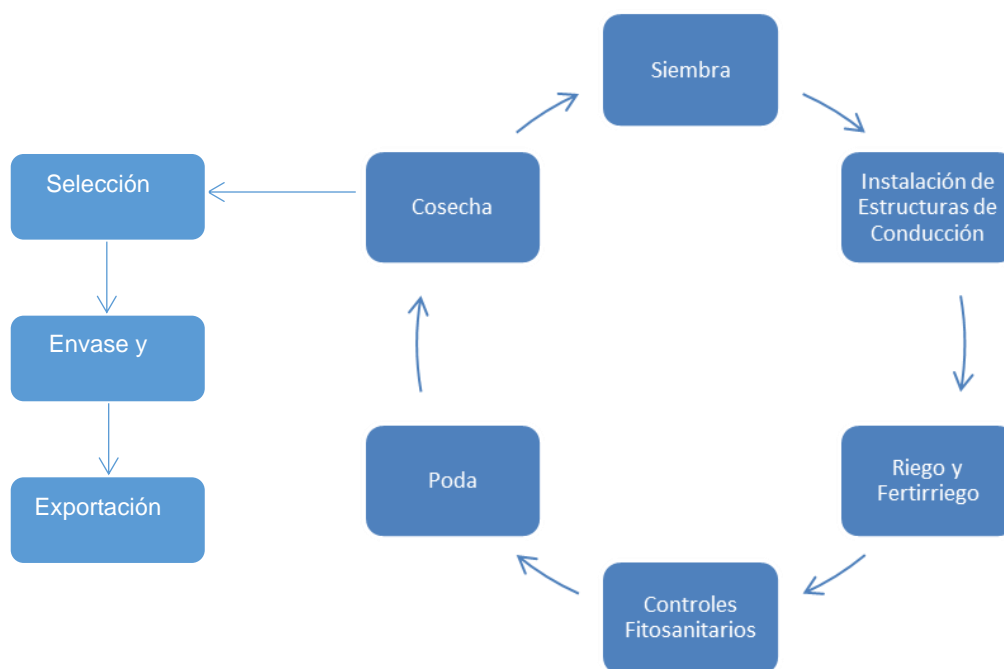 Siembra
Instalación de
Estructuras de
Conducción
Riego y
Fertirriego
Controles
Fitosanitarios
Poda
Cosecha
Selección
Envase y
Exportación